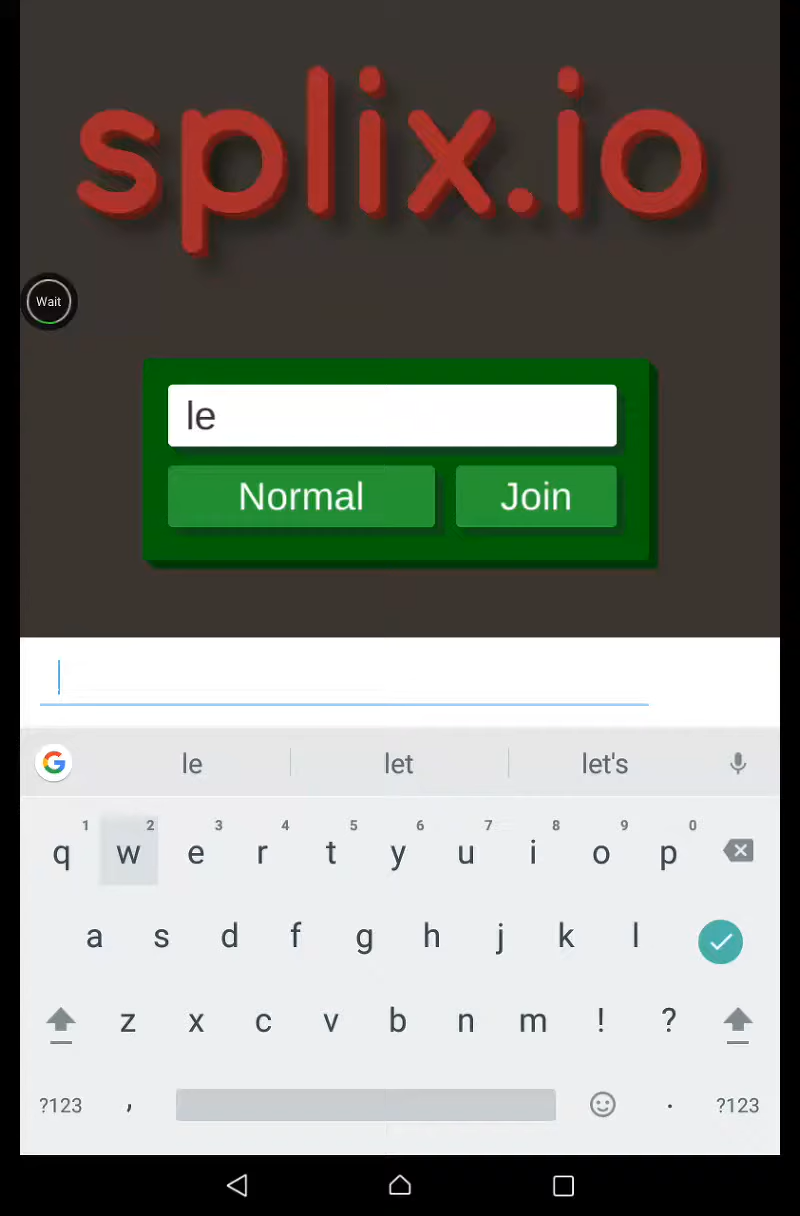 splix.io
Wait
le
Normal Join
le let let's
1 2 3 4 5 6 7 8 9 0
q w e r t y u i o p
a s d f g h j k l
z x c v b n m ! ?
?123 , . ?123